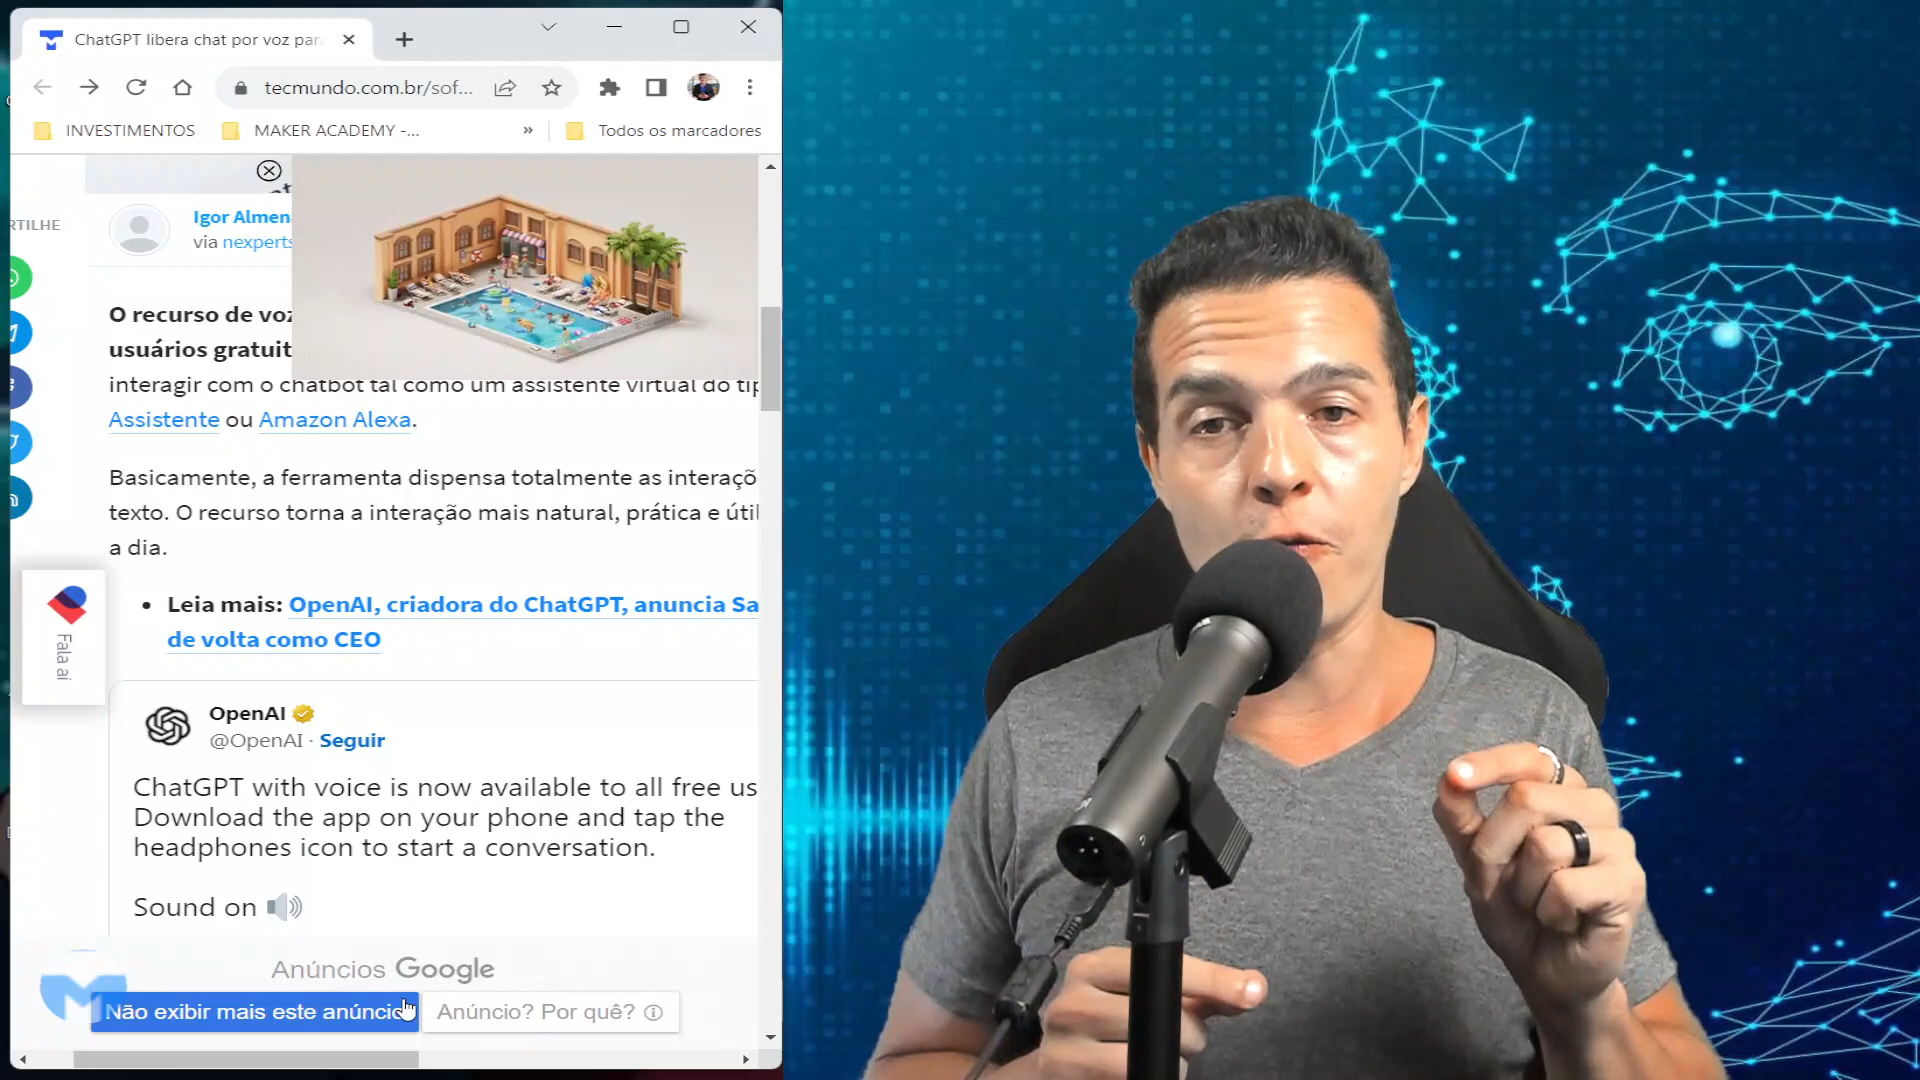 ChatGPT libera chat por voz par
tecmundo.com.br/sof...
INVESTIMENTOS
MAKER ACADEMY -...
»
Todos os marcadores
RTILHE
Igor Almen
via nexperts
O recurso de voz
usuários gratuit
interagir com o chatbot tal como um assistente virtual do tip
Assistente ou Amazon Alexa.
Basicamente, a ferramenta dispensa totalmente as interaçõ
texto. O recurso torna a interação mais natural, prática e útil
a dia.
• Leia mais: OpenAI, criadora do ChatGPT, anuncia Sa
de volta como CEO
Fala aí
OpenAI
@OpenAI · Seguir
ChatGPT with voice is now available to all free us
Download the app on your phone and tap the
headphones icon to start a conversation.
Sound on 🔊
Anúncios Google
Não exibir mais este anúncio
Anúncio? Por quê?